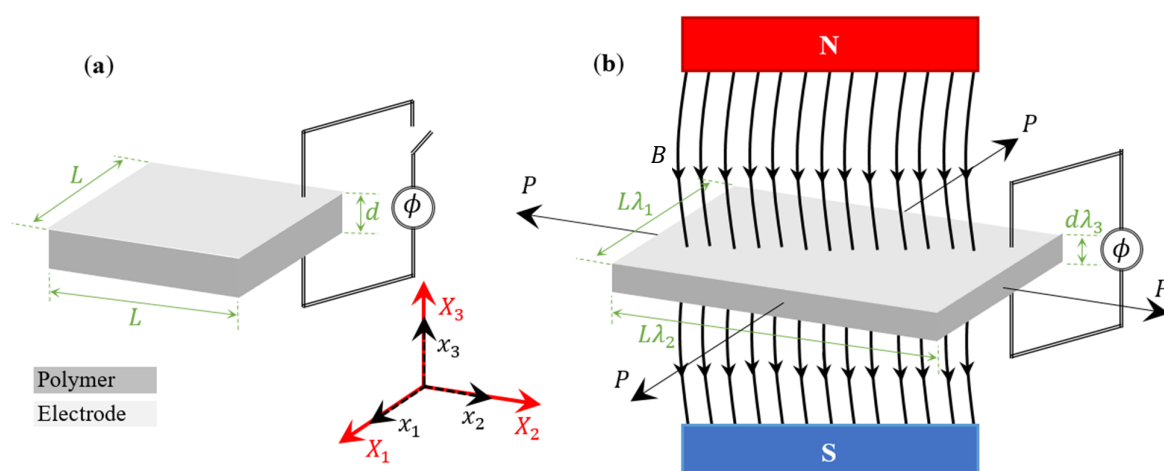 (a)
L
d
ϕ
L
X₃
x₃
x₁
x₂
X₁
X₂
Polymer
Electrode
(b)
N
B
P
P
Lλ₁
dλ₃
ϕ
P
Lλ₂
P
S